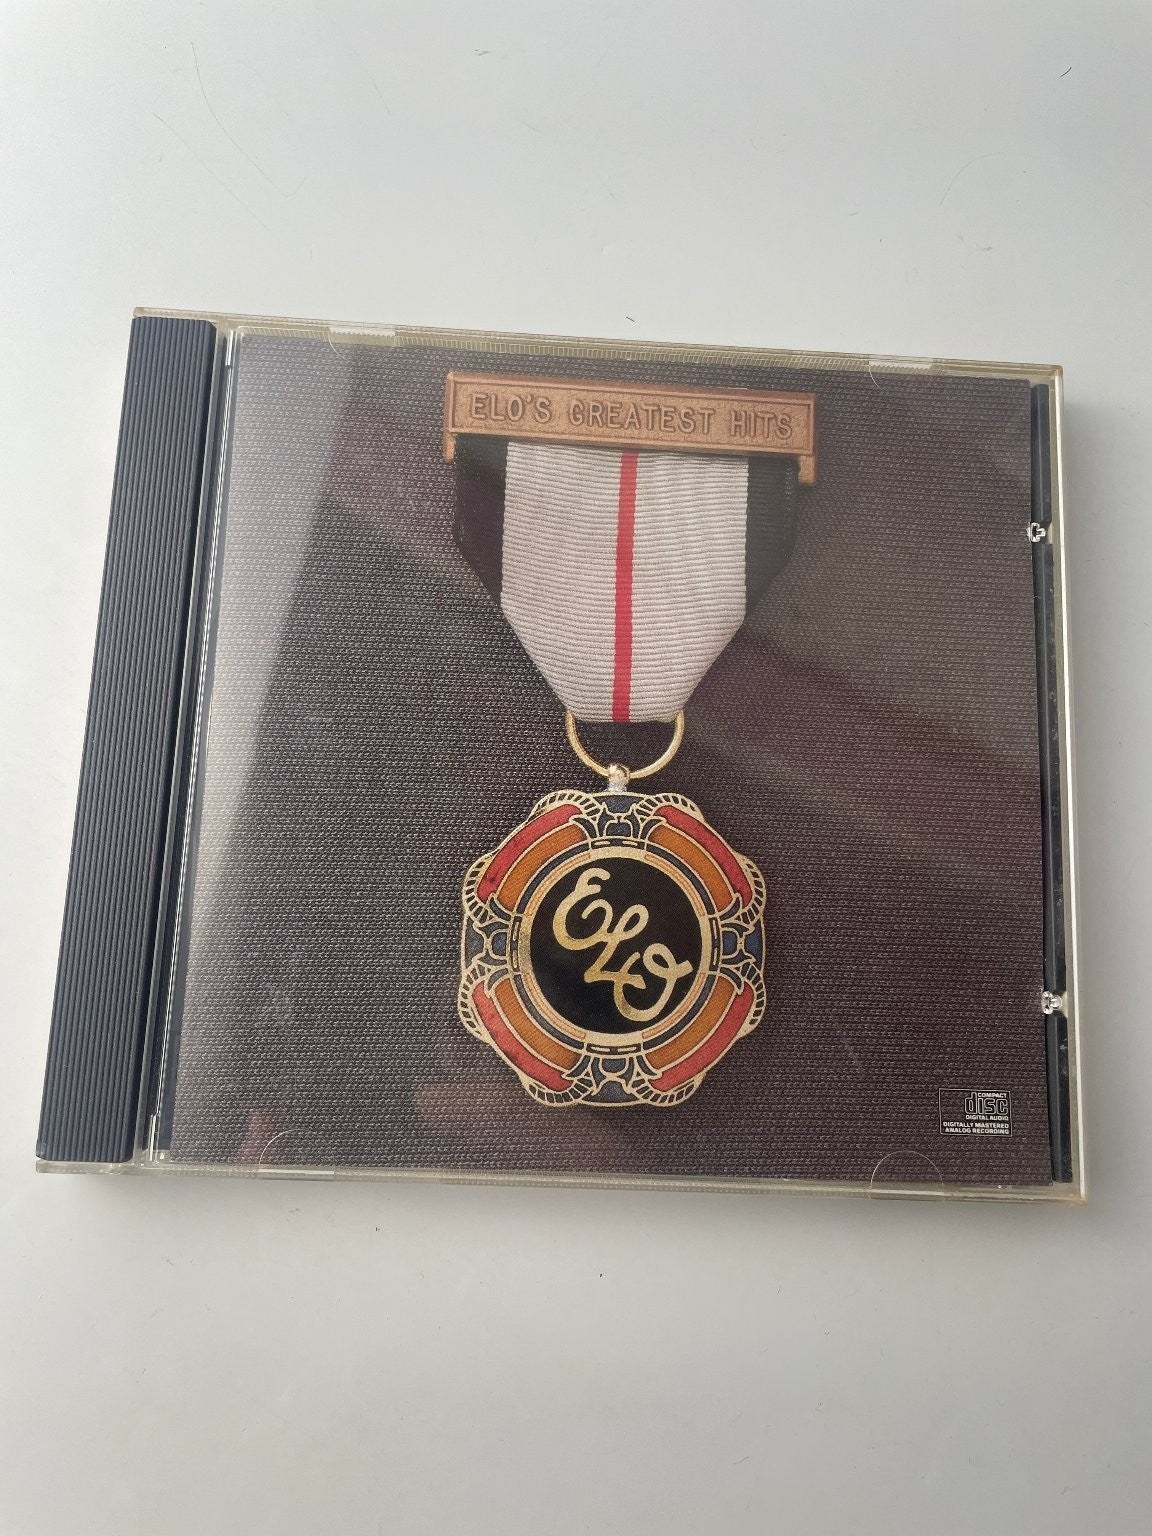 ELO'S GREATEST HITS
ELO
COMPACT
disc
DIGITAL AUDIO
DIGITALLY MASTERED
ANALOG RECORDING